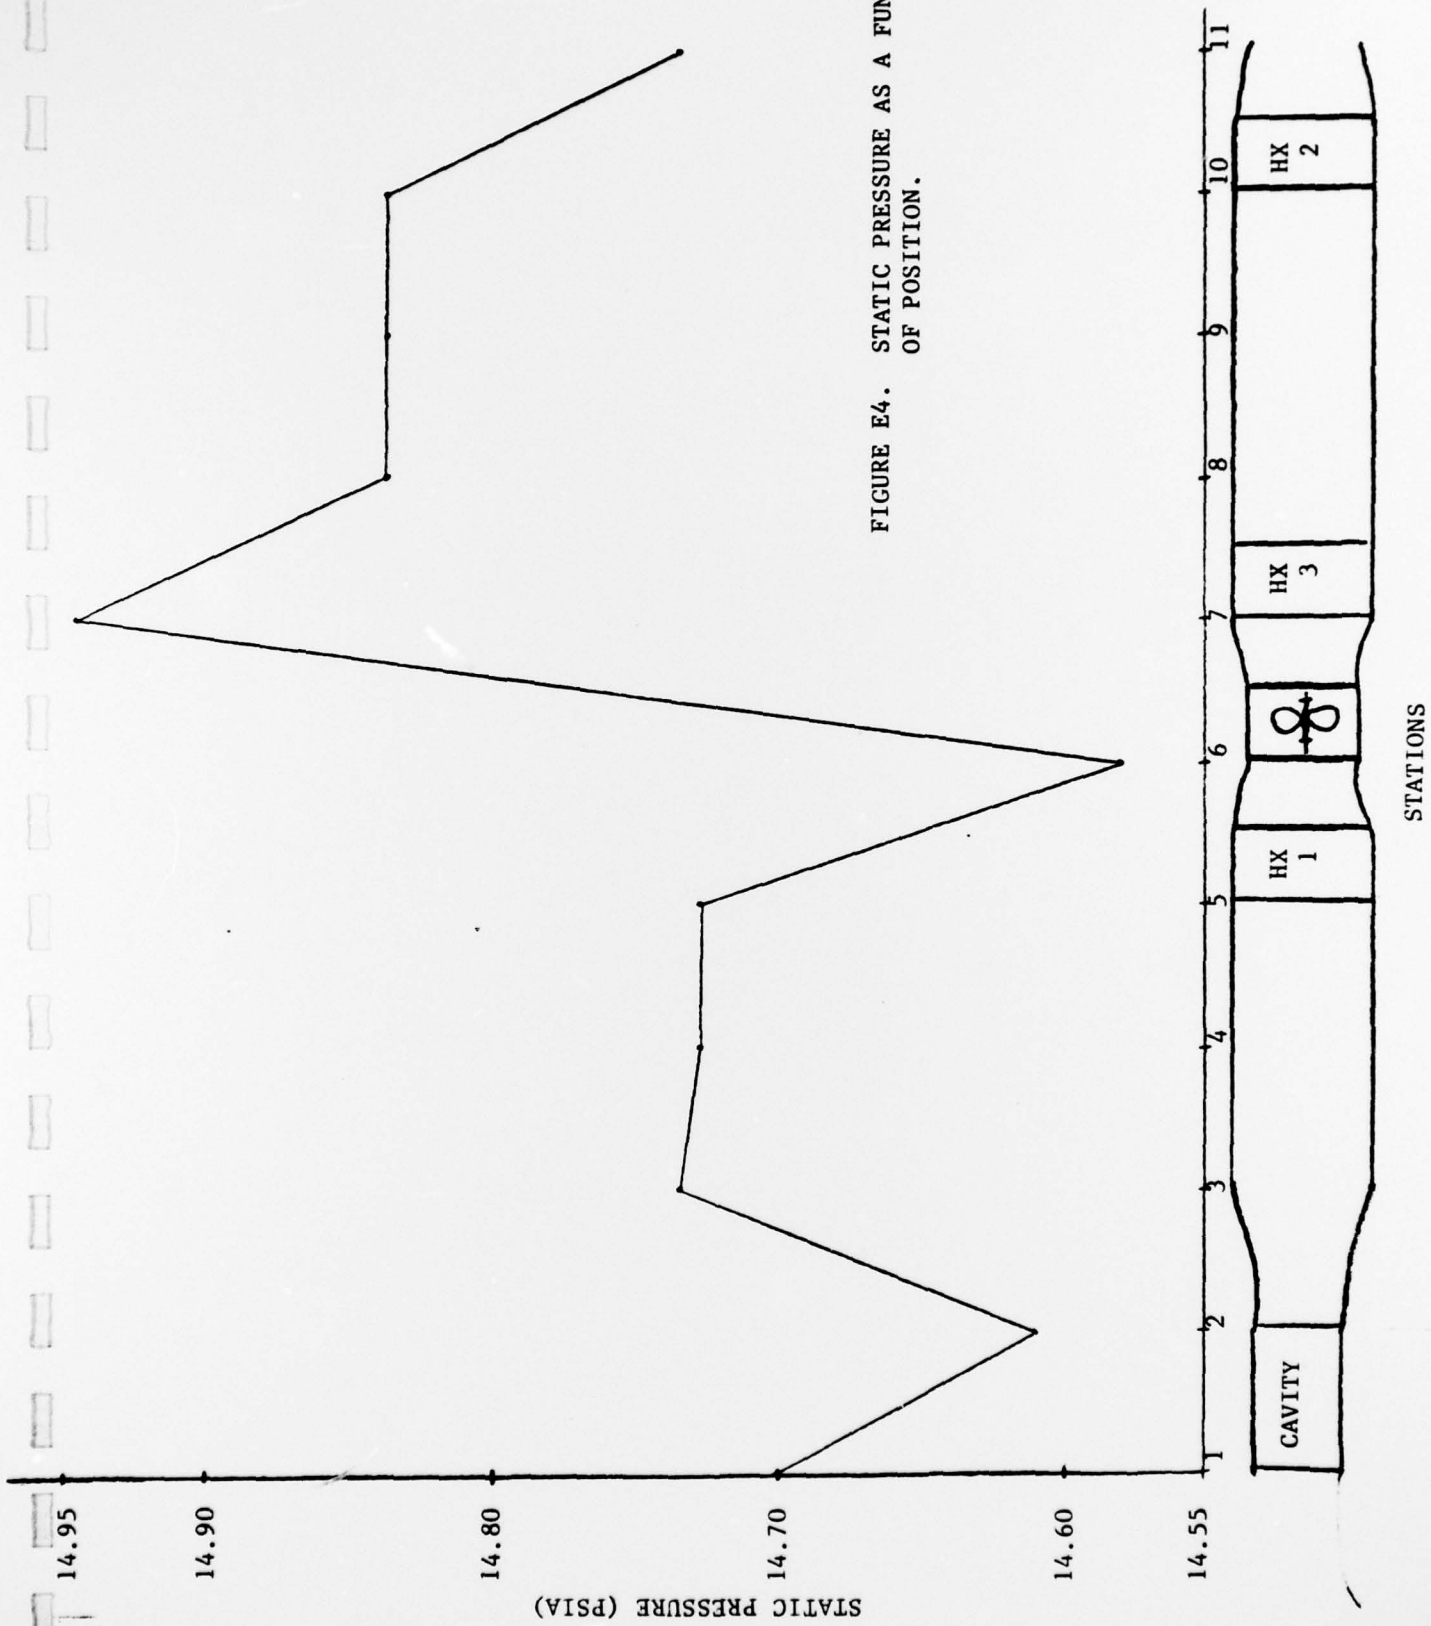 14.95
14.90
14.80
14.70
14.60
14.55
STATIC PRESSURE (PSIA)
1
2
3
4
5
6
7
8
9
10
11
CAVITY
HX
1
HX
3
HX
2
STATIONS
FIGURE E4. STATIC PRESSURE AS A FUN
OF POSITION.